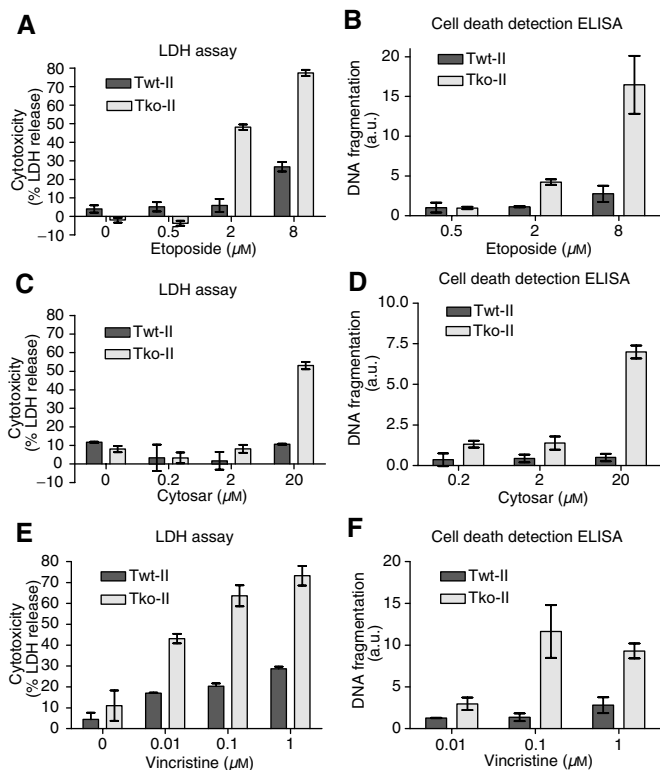 A
LDH assay
Cytotoxicity
(% LDH release)
80
70
60
50
40
30
20
10
0
−10
Twt-II
Tko-II
0
0.5
2
8
Etoposide (µM)
B
Cell death detection ELISA
DNA fragmentation
(a.u.)
20
15
10
5
0
Twt-II
Tko-II
0.5
2
8
Etoposide (µM)
C
LDH assay
Cytotoxicity
(% LDH release)
80
70
60
50
40
30
20
10
0
−10
Twt-II
Tko-II
0
0.2
2
20
Cytosar (µM)
D
Cell death detection ELISA
DNA fragmentation
(a.u.)
10.0
7.5
5.0
2.5
0.0
Twt-II
Tko-II
0.2
2
20
Cytosar (µM)
E
LDH assay
Cytotoxicity
(% LDH release)
80
70
60
50
40
30
20
10
0
Twt-II
Tko-II
0
0.01
0.1
1
Vincristine (µM)
F
Cell death detection ELISA
DNA fragmentation
(a.u.)
20
15
10
5
0
Twt-II
Tko-II
0.01
0.1
1
Vincristine (µM)